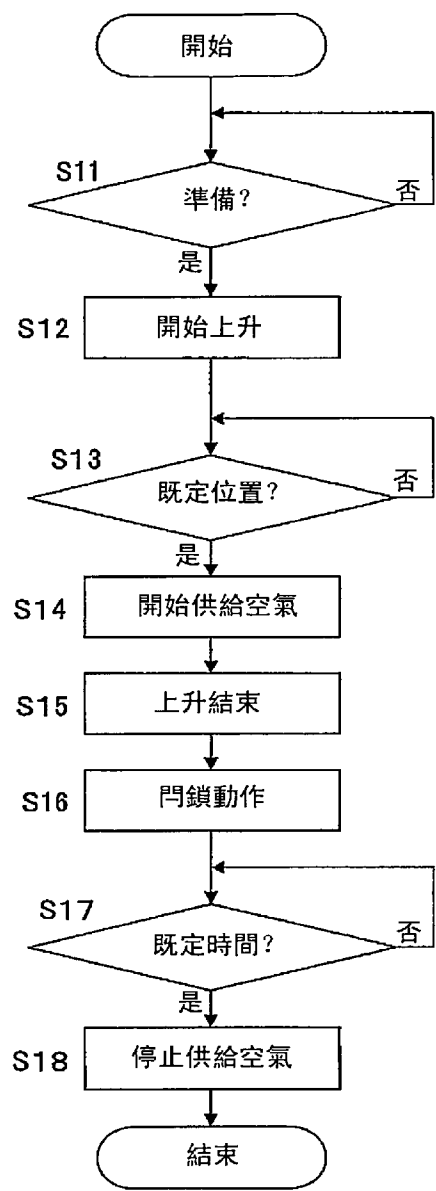 開始
S11
準備?
否
是
S12
開始上升
S13
既定位置?
否
是
S14
開始供給空氣
S15
上升結束
S16
閂鎖動作
S17
既定時間?
否
是
S18
停止供給空氣
結束